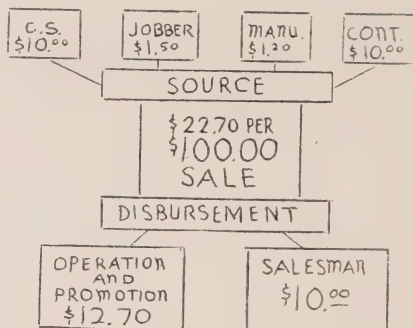 C.S.
$10.00
JOBBER
$1.50
MANU.
$1.20
CONT.
$10.00
SOURCE
$22.70 PER
$100.00
SALE
DISBURSEMENT
OPERATION
AND
PROMOTION
$12.70
SALESMAN
$10.00